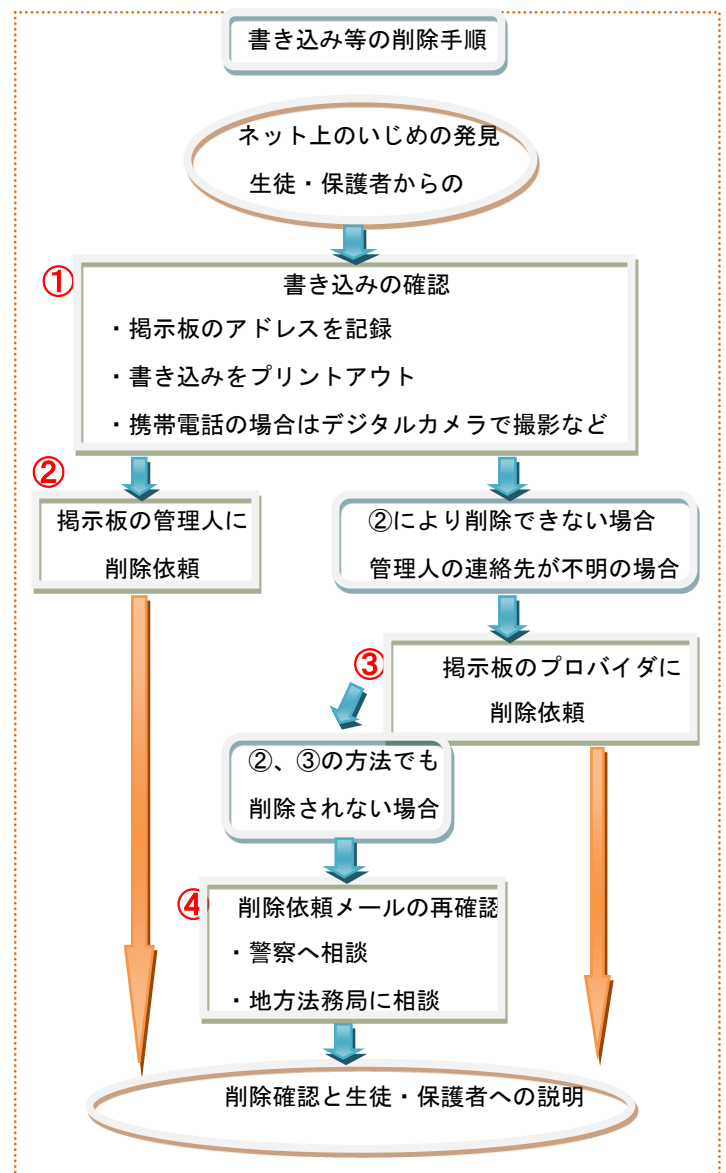 書き込み等の削除手順
ネット上のいじめの発見
生徒・保護者からの
①
書き込みの確認
・掲示板のアドレスを記録
・書き込みをプリントアウト
・携帯電話の場合はデジタルカメラで撮影など
②
掲示板の管理人に
削除依頼
②により削除できない場合
管理人の連絡先が不明の場合
③
掲示板のプロバイダに
削除依頼
②、③の方法でも
削除されない場合
④
削除依頼メールの再確認
・警察へ相談
・地方法務局に相談
削除確認と生徒・保護者への説明